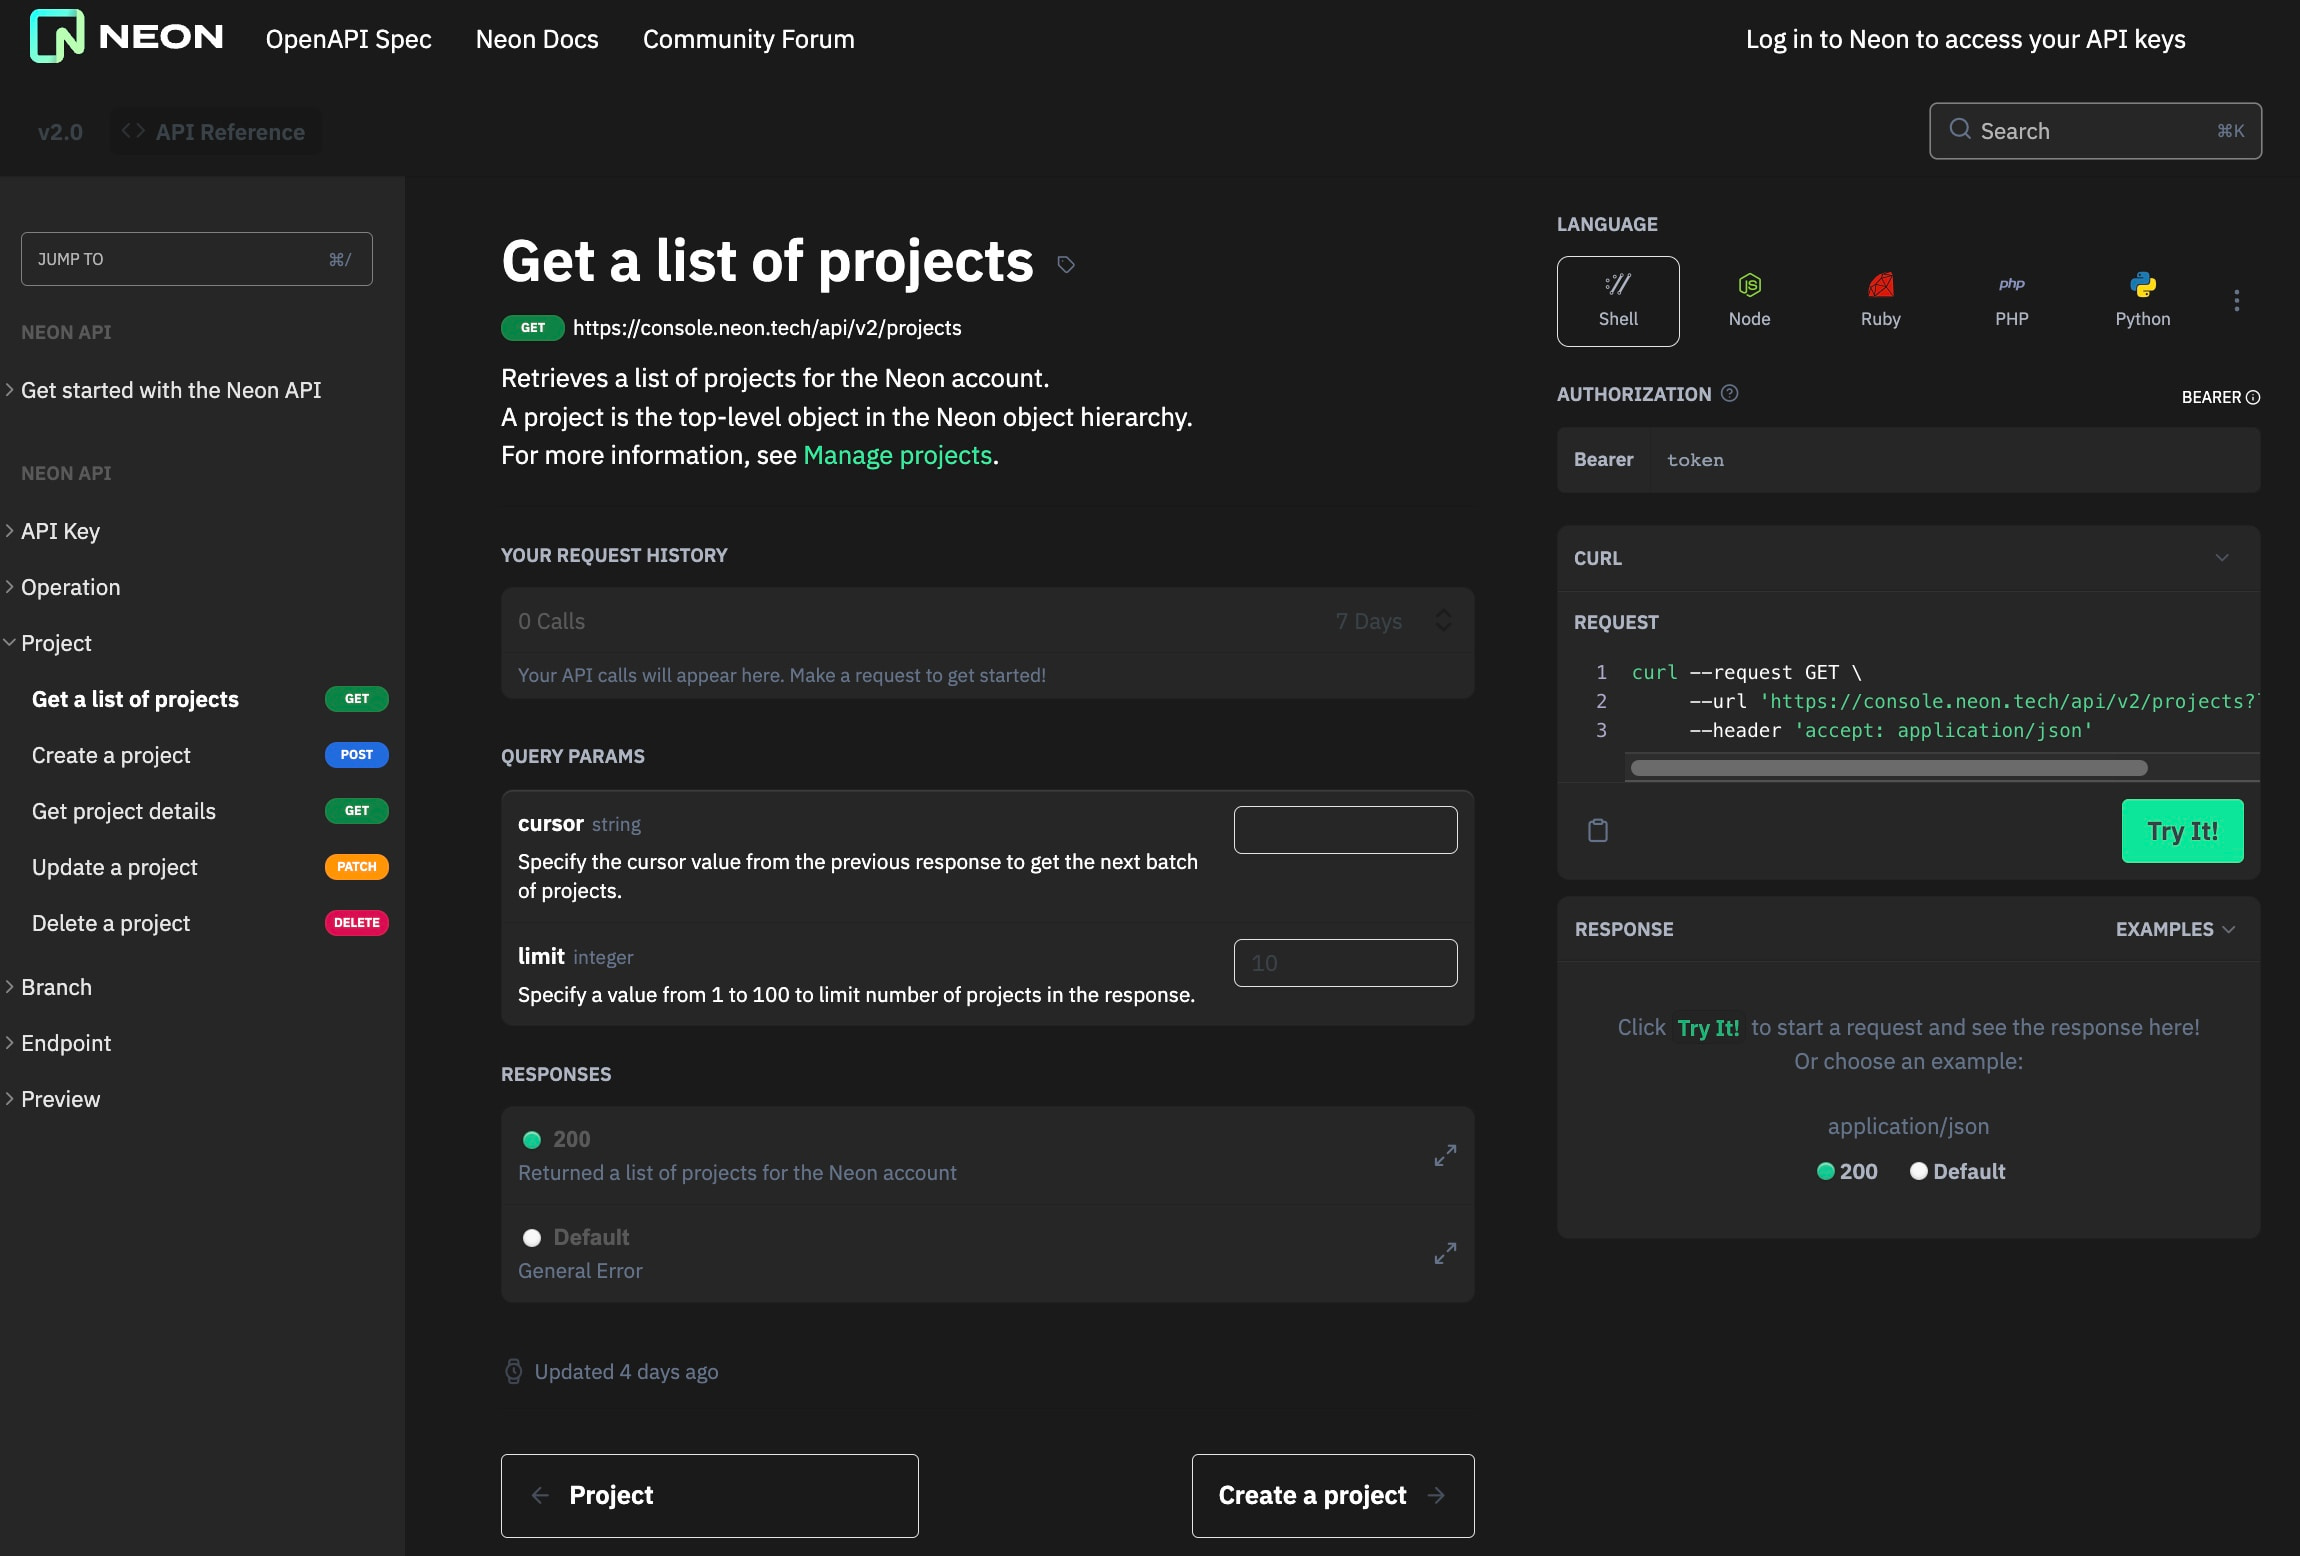 NEON
OpenAPI Spec
Neon Docs
Community Forum
Log in to Neon to access your API keys
v2.0
<> API Reference
Search
⌘K
JUMP TO
⌘/
NEON API
Get started with the Neon API
NEON API
API Key
Operation
Project
Get a list of projects
GET
Create a project
POST
Get project details
GET
Update a project
PATCH
Delete a project
DELETE
Branch
Endpoint
Preview
Get a list of projects
GET https://console.neon.tech/api/v2/projects
Retrieves a list of projects for the Neon account.
A project is the top-level object in the Neon object hierarchy.
For more information, see Manage projects.
YOUR REQUEST HISTORY
0 Calls
7 Days
Your API calls will appear here. Make a request to get started!
QUERY PARAMS
cursor string
Specify the cursor value from the previous response to get the next batch
of projects.
limit integer
10
Specify a value from 1 to 100 to limit number of projects in the response.
RESPONSES
200
Returned a list of projects for the Neon account
Default
General Error
Updated 4 days ago
← Project
Create a project →
LANGUAGE
Shell
JS
Node
Ruby
php
PHP
Python
AUTHORIZATION
BEARER
Bearer token
CURL
REQUEST
1 curl --request GET \
2 --url 'https://console.neon.tech/api/v2/projects?
3 --header 'accept: application/json'
Try It!
RESPONSE
EXAMPLES
Click Try It! to start a request and see the response here!
Or choose an example:
application/json
200
Default